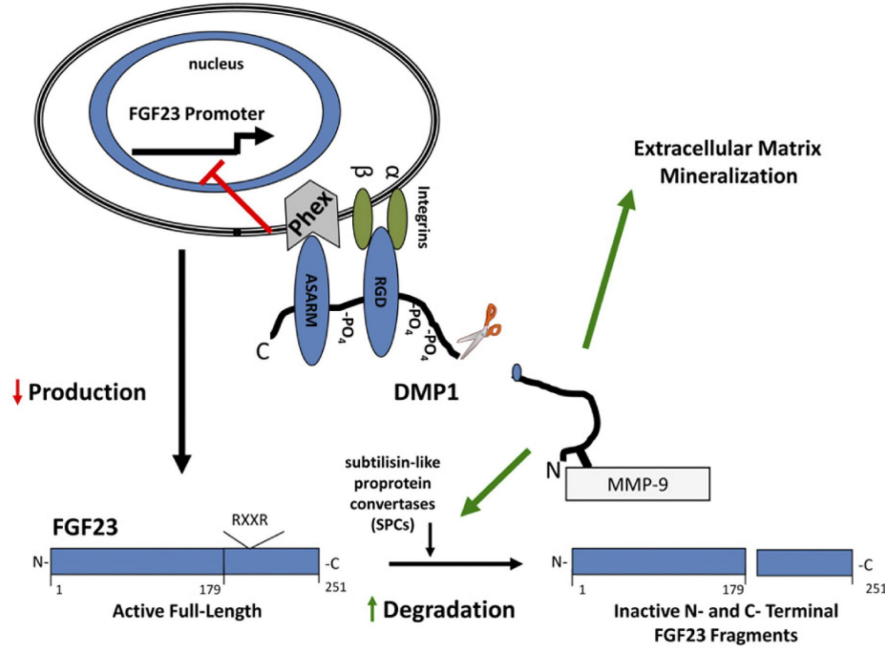 nucleus
FGF23 Promoter
Phex
β
α
Integrins
ASARM
RGD
-PO4
-PO4
-PO4
C
DMP1
Extracellular Matrix
Mineralization
↓ Production
N
MMP-9
subtilisin-like
proprotein
convertases
(SPCs)
FGF23
RXXR
N-
-C
1
179
251
Active Full-Length
↑ Degradation
N-
-C
1
179
251
Inactive N- and C- Terminal
FGF23 Fragments